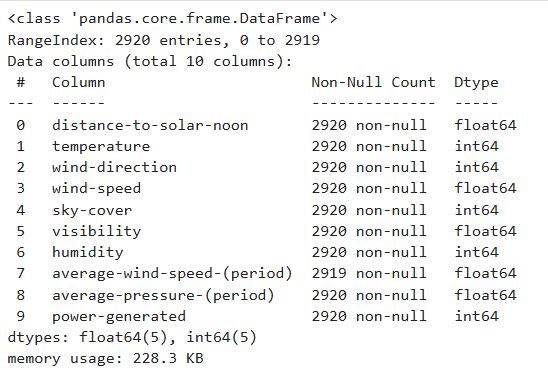 <class 'pandas.core.frame.DataFrame'>
RangeIndex: 2920 entries, 0 to 2919
Data columns (total 10 columns):
 #   Column                       Non-Null Count  Dtype
---  ------                       --------------  -----
 0   distance-to-solar-noon       2920 non-null   float64
 1   temperature                  2920 non-null   int64
 2   wind-direction               2920 non-null   int64
 3   wind-speed                   2920 non-null   float64
 4   sky-cover                    2920 non-null   int64
 5   visibility                   2920 non-null   float64
 6   humidity                     2920 non-null   int64
 7   average-wind-speed-(period)  2919 non-null   float64
 8   average-pressure-(period)    2920 non-null   float64
 9   power-generated              2920 non-null   int64
dtypes: float64(5), int64(5)
memory usage: 228.3 KB